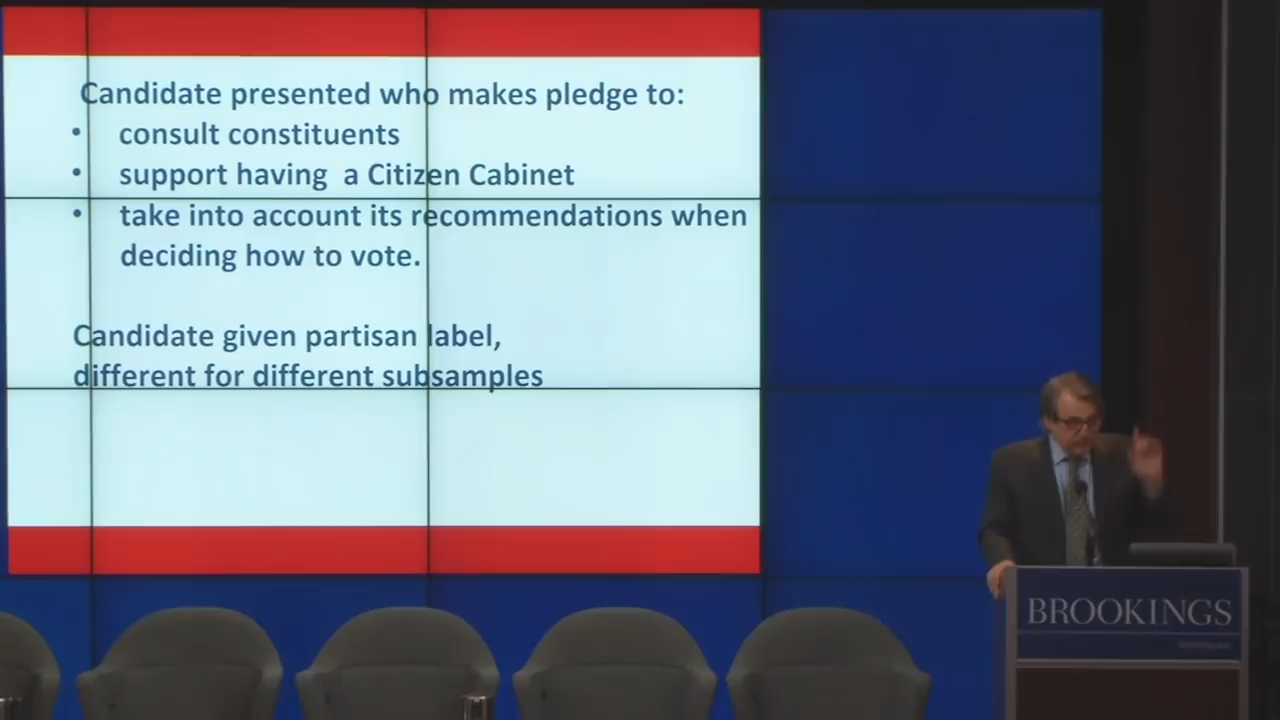 Candidate presented who makes pledge to:
• consult constituents
• support having  a Citizen Cabinet
• take into account its recommendations when
deciding how to vote.
Candidate given partisan label,
different for different subsamples
BROOKINGS